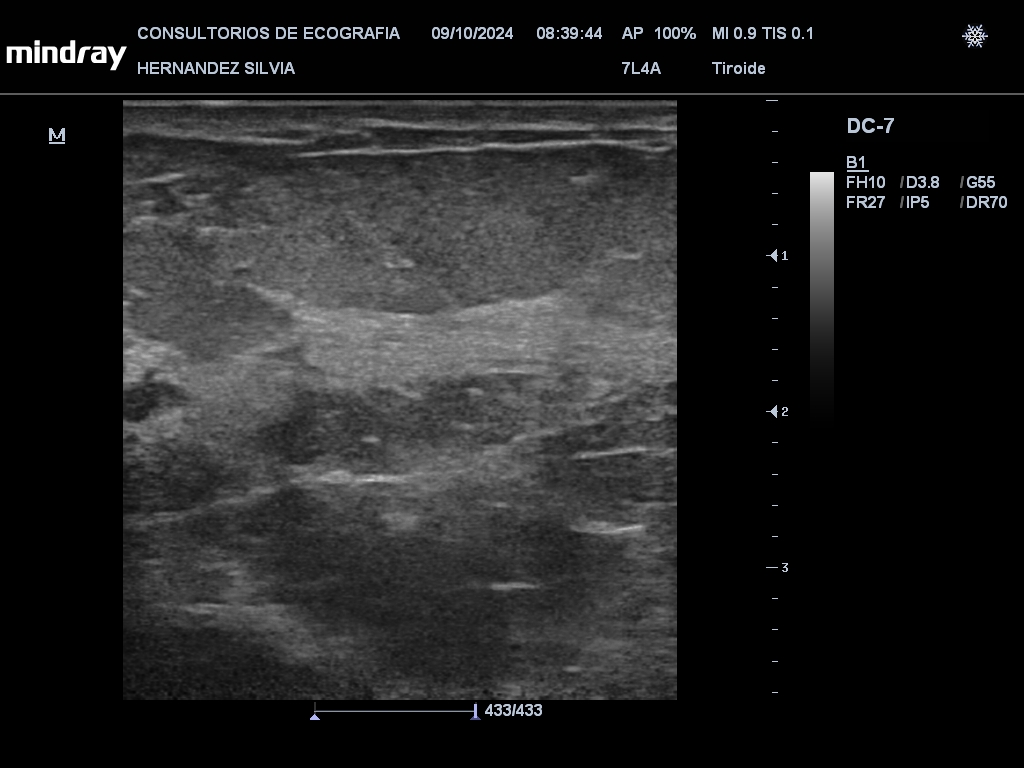 mindray
CONSULTORIOS DE ECOGRAFIA 09/10/2024 08:39:44 AP 100% MI 0.9 TIS 0.1
HERNANDEZ SILVIA 7L4A Tiroide
M
DC-7
B1
FH10 /D3.8 /G55
FR27 /IP5 /DR70
1
2
3
433/433